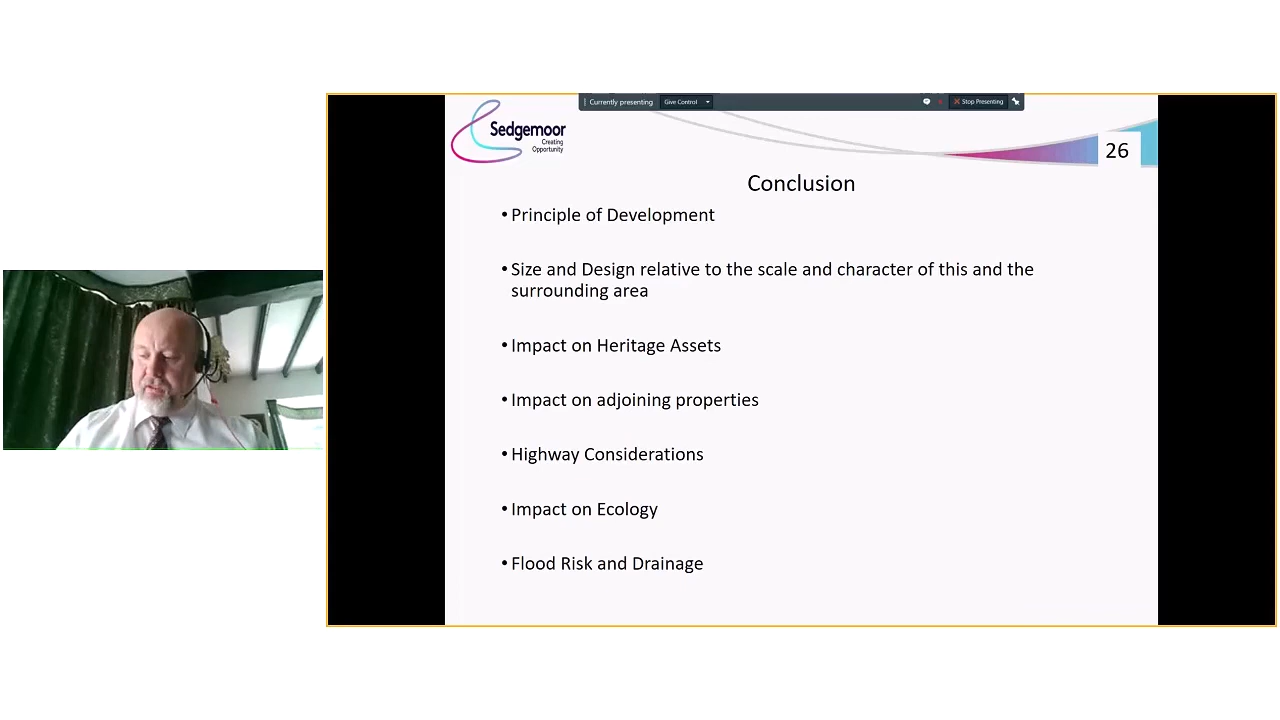 Currently presenting
Give Control
Stop Presenting
Sedgemoor
Creating
Opportunity
26
Conclusion
• Principle of Development
• Size and Design relative to the scale and character of this and the
surrounding area
• Impact on Heritage Assets
• Impact on adjoining properties
• Highway Considerations
• Impact on Ecology
• Flood Risk and Drainage